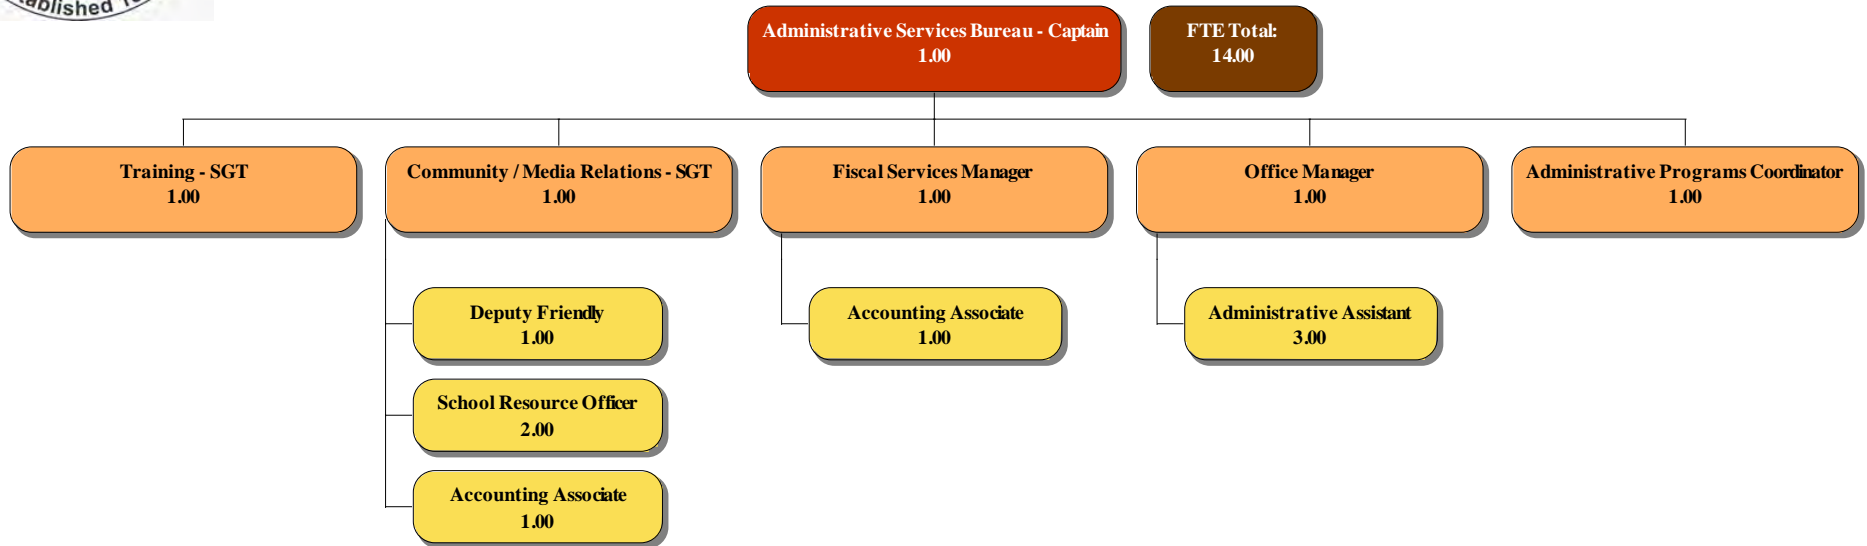 Established
Administrative Services Bureau - Captain
1.00
FTE Total:
14.00
Training - SGT
1.00
Community / Media Relations - SGT
1.00
Fiscal Services Manager
1.00
Office Manager
1.00
Administrative Programs Coordinator
1.00
Deputy Friendly
1.00
Accounting Associate
1.00
Administrative Assistant
3.00
School Resource Officer
2.00
Accounting Associate
1.00